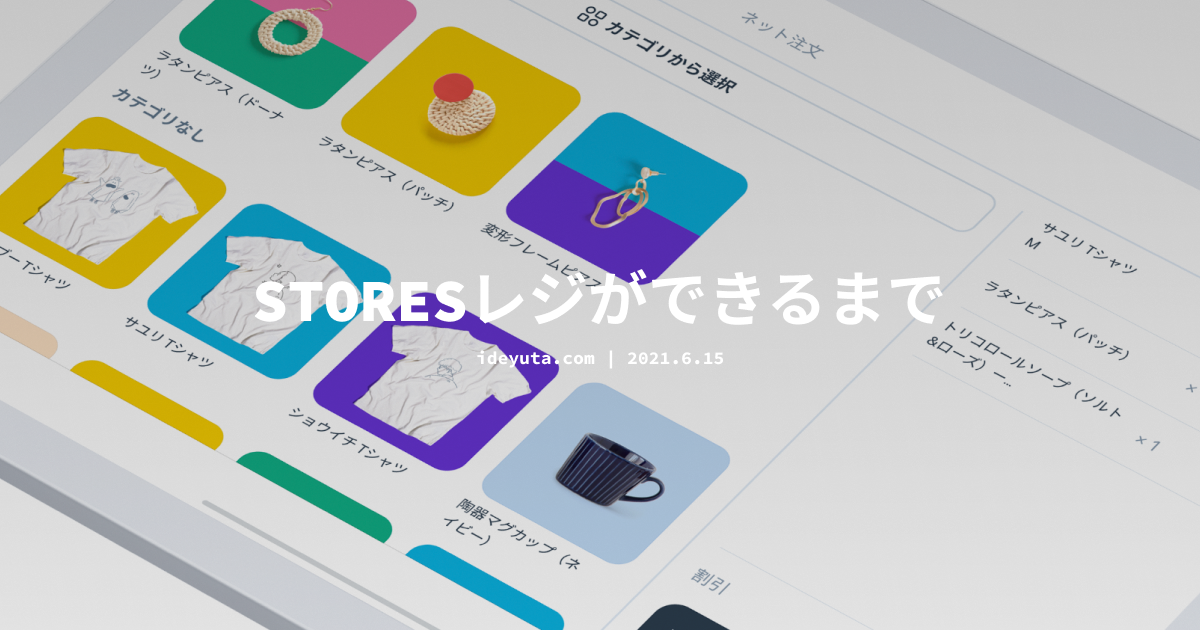 ネット注文
カテゴリから選択
ラタンピアス（ドーナ
ツ）
ラタンピアス（パッチ）
変形フレームピアス
カテゴリなし
サユリTシャツ
ショウイチTシャツ
陶器マグカップ（ネ
イビー）
サユリTシャツ
M
ラタンピアス（パッチ）
×
トリコロールソープ（ソルト
&ローズ）ー...
× 1
割引
STORESレジができるまで
ideyuta.com | 2021.6.15